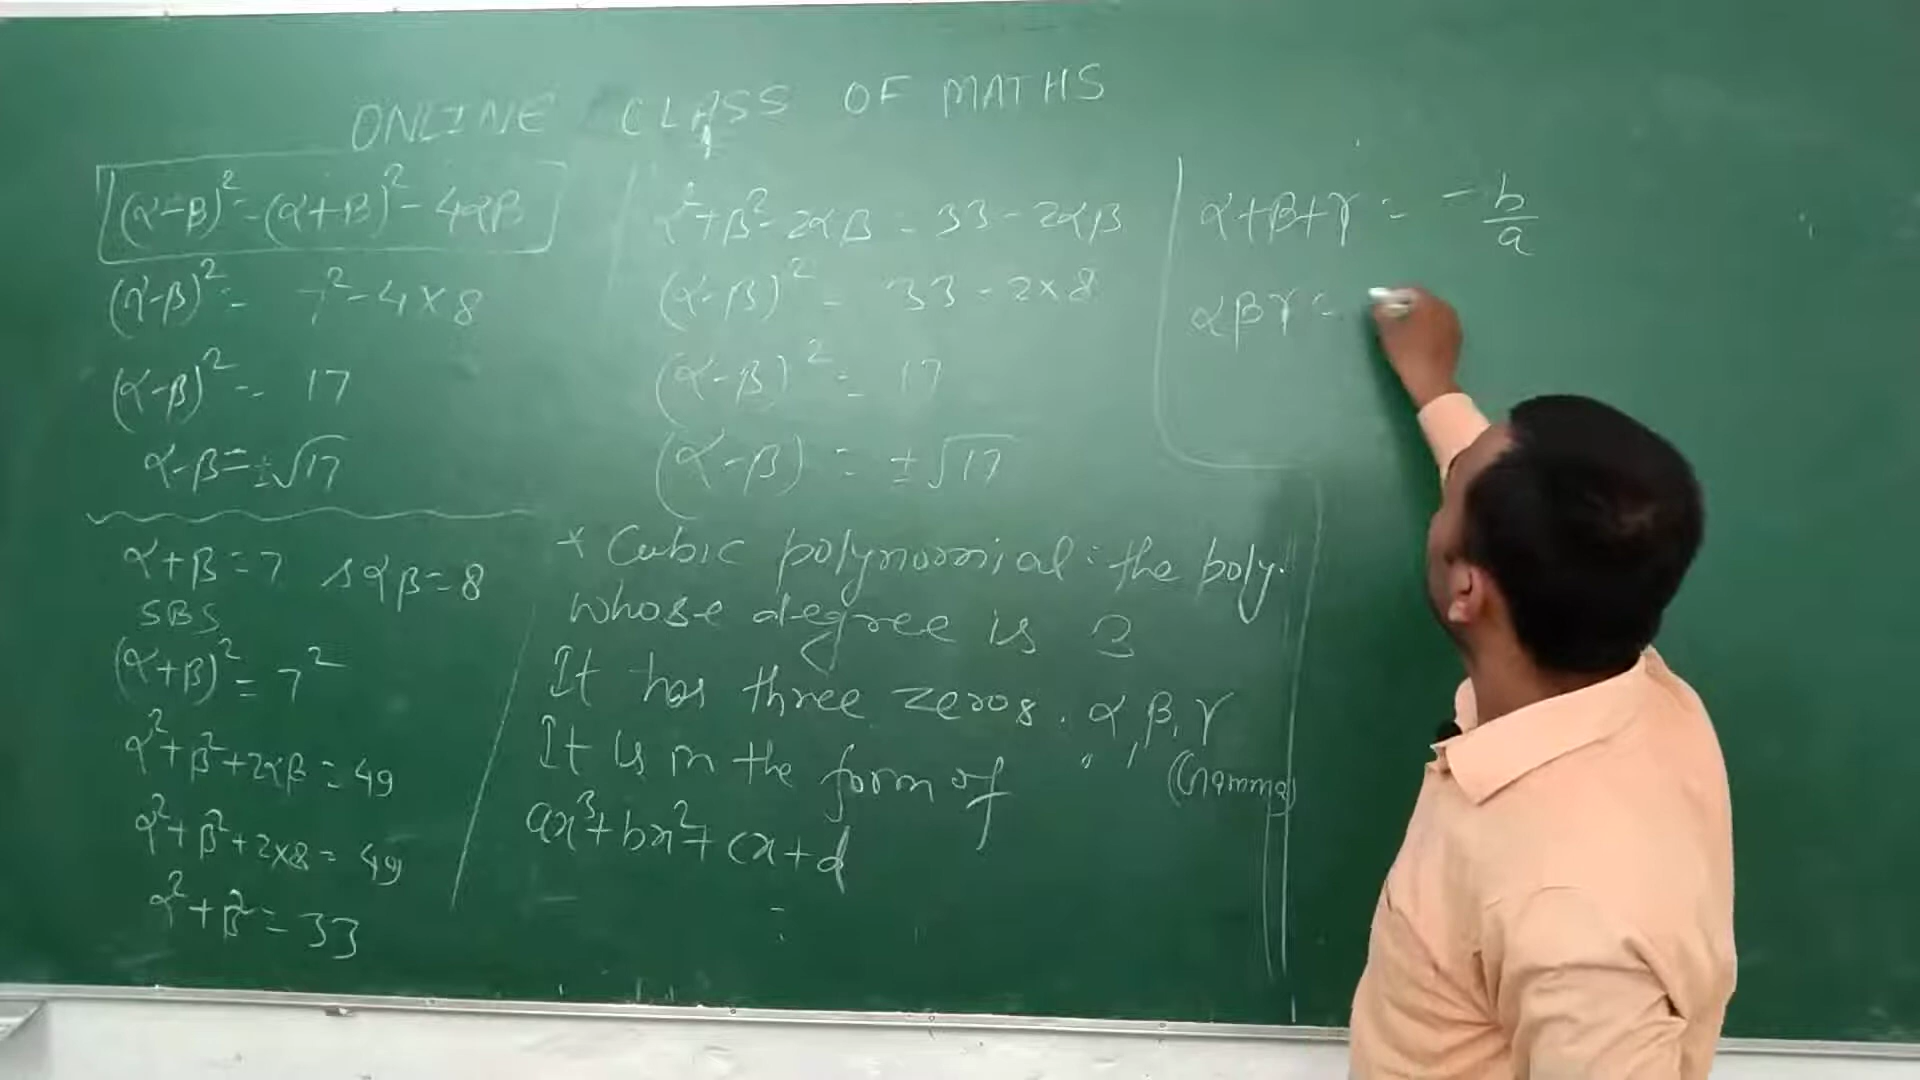 ONLINE CLASS OF MATHS
(α-β)² = (α+β)² - 4αβ
(α-β)² = 7² - 4×8
(α-β)² = 17
α-β = ±√17
α+β = 7, αβ = 8
SBS
(α+β)² = 7²
α²+β²+2αβ = 49
α²+β²+2×8 = 49
α²+β² = 33
α²+β²-2αβ = 33-2αβ
(α-β)² = 33-2×8
(α-β)² = 17
(α-β) = ±√17
* Cubic polynomial : the poly.
whose degree is 3
It has three zeros. α, β, γ
(Gamma)
It is in the form of
ax³+bx²+cx+d
α+β+γ = -b/a
αβγ =